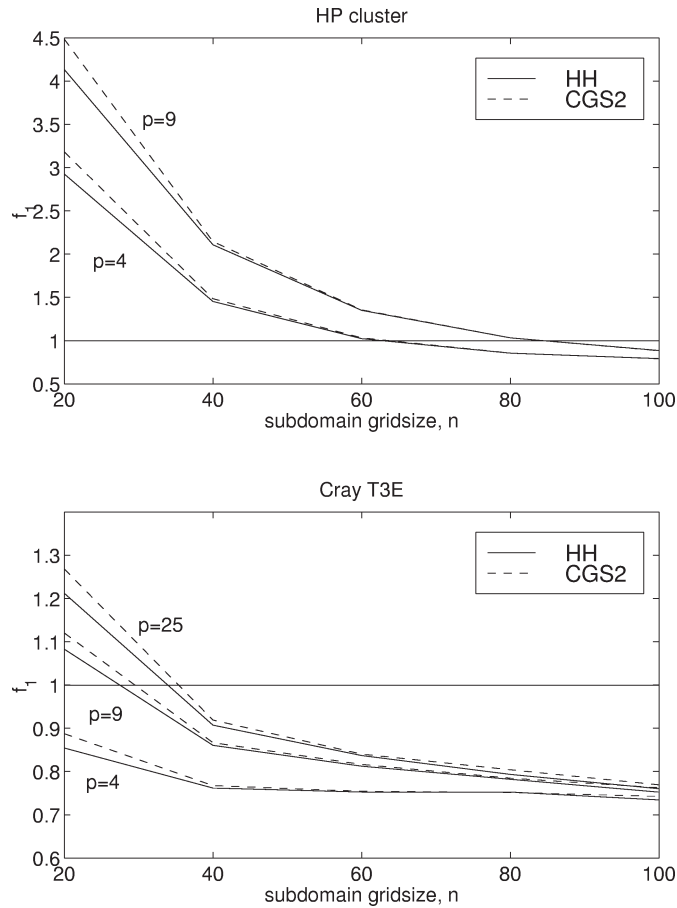 HP cluster
4.5
4
3.5
3
2.5
2
1.5
1
0.5
f_1
HH
CGS2
p=9
p=4
20 40 60 80 100
subdomain gridsize, n
Cray T3E
1.3
1.2
1.1
1
0.9
0.8
0.7
0.6
f_1
HH
CGS2
p=25
p=9
p=4
20 40 60 80 100
subdomain gridsize, n